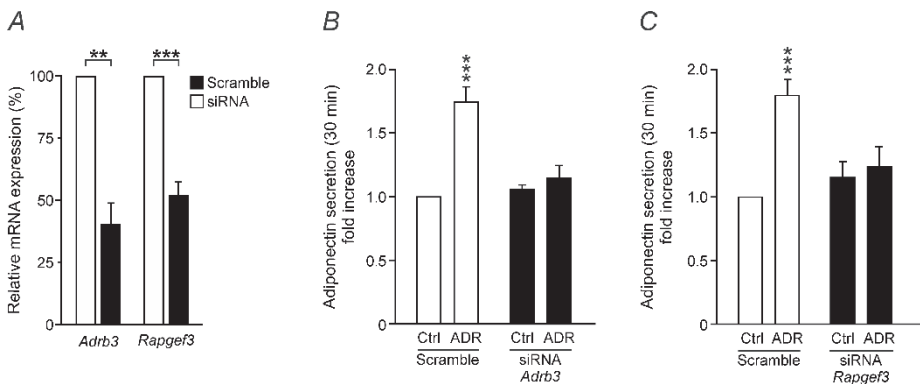 A
Relative mRNA expression (%)
100
75
50
25
0
**
***
Scramble
siRNA
Adrb3
Rapgef3
B
Adiponectin secretion (30 min)
fold increase
2.0
1.5
1.0
0.5
0
***
Ctrl ADR Ctrl ADR
Scramble siRNA
Adrb3
C
Adiponectin secretion (30 min)
fold increase
2.0
1.5
1.0
0.5
0
***
Ctrl ADR Ctrl ADR
Scramble siRNA
Rapgef3